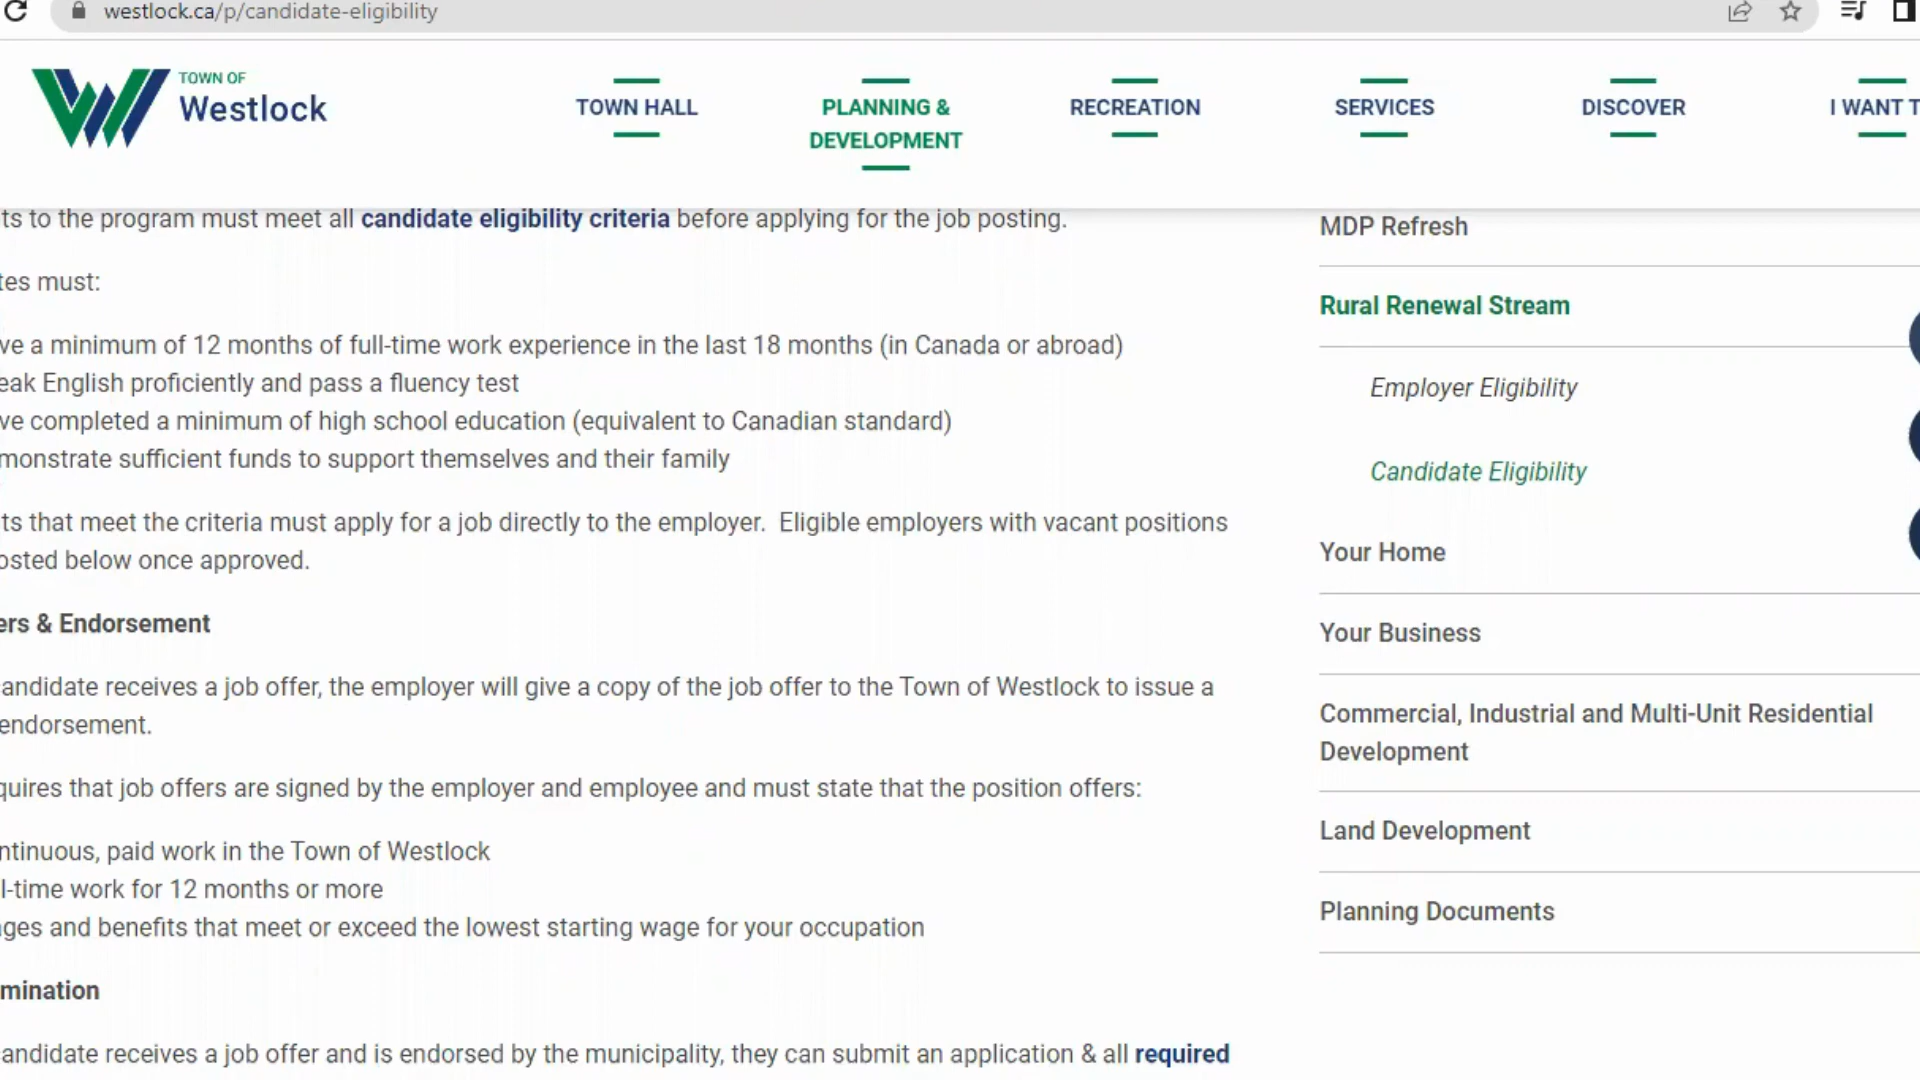 westlock.ca/p/candidate-eligibility
TOWN OF
Westlock
TOWN HALL
PLANNING &
DEVELOPMENT
RECREATION
SERVICES
DISCOVER
I WANT T
ts to the program must meet all candidate eligibility criteria before applying for the job posting.
tes must:
ve a minimum of 12 months of full-time work experience in the last 18 months (in Canada or abroad)
eak English proficiently and pass a fluency test
ve completed a minimum of high school education (equivalent to Canadian standard)
monstrate sufficient funds to support themselves and their family
ts that meet the criteria must apply for a job directly to the employer.  Eligible employers with vacant positions
osted below once approved.
ers & Endorsement
andidate receives a job offer, the employer will give a copy of the job offer to the Town of Westlock to issue a
endorsement.
quires that job offers are signed by the employer and employee and must state that the position offers:
ntinuous, paid work in the Town of Westlock
l-time work for 12 months or more
ges and benefits that meet or exceed the lowest starting wage for your occupation
mination
andidate receives a job offer and is endorsed by the municipality, they can submit an application & all required
MDP Refresh
Rural Renewal Stream
Employer Eligibility
Candidate Eligibility
Your Home
Your Business
Commercial, Industrial and Multi-Unit Residential
Development
Land Development
Planning Documents